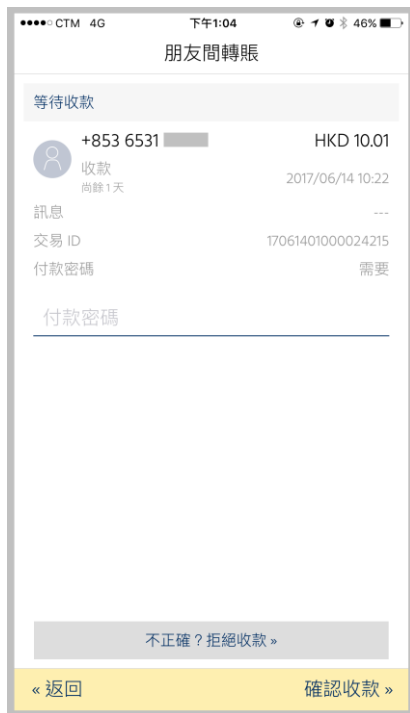 CTM 4G 下午1:04 46%
朋友間轉賬
等待收款
+853 6531 HKD 10.01
收款 2017/06/14 10:22
尚餘1天
訊息 ---
交易 ID 17061401000024215
付款密碼 需要
付款密碼
不正確？拒絕收款 »
« 返回 確認收款 »